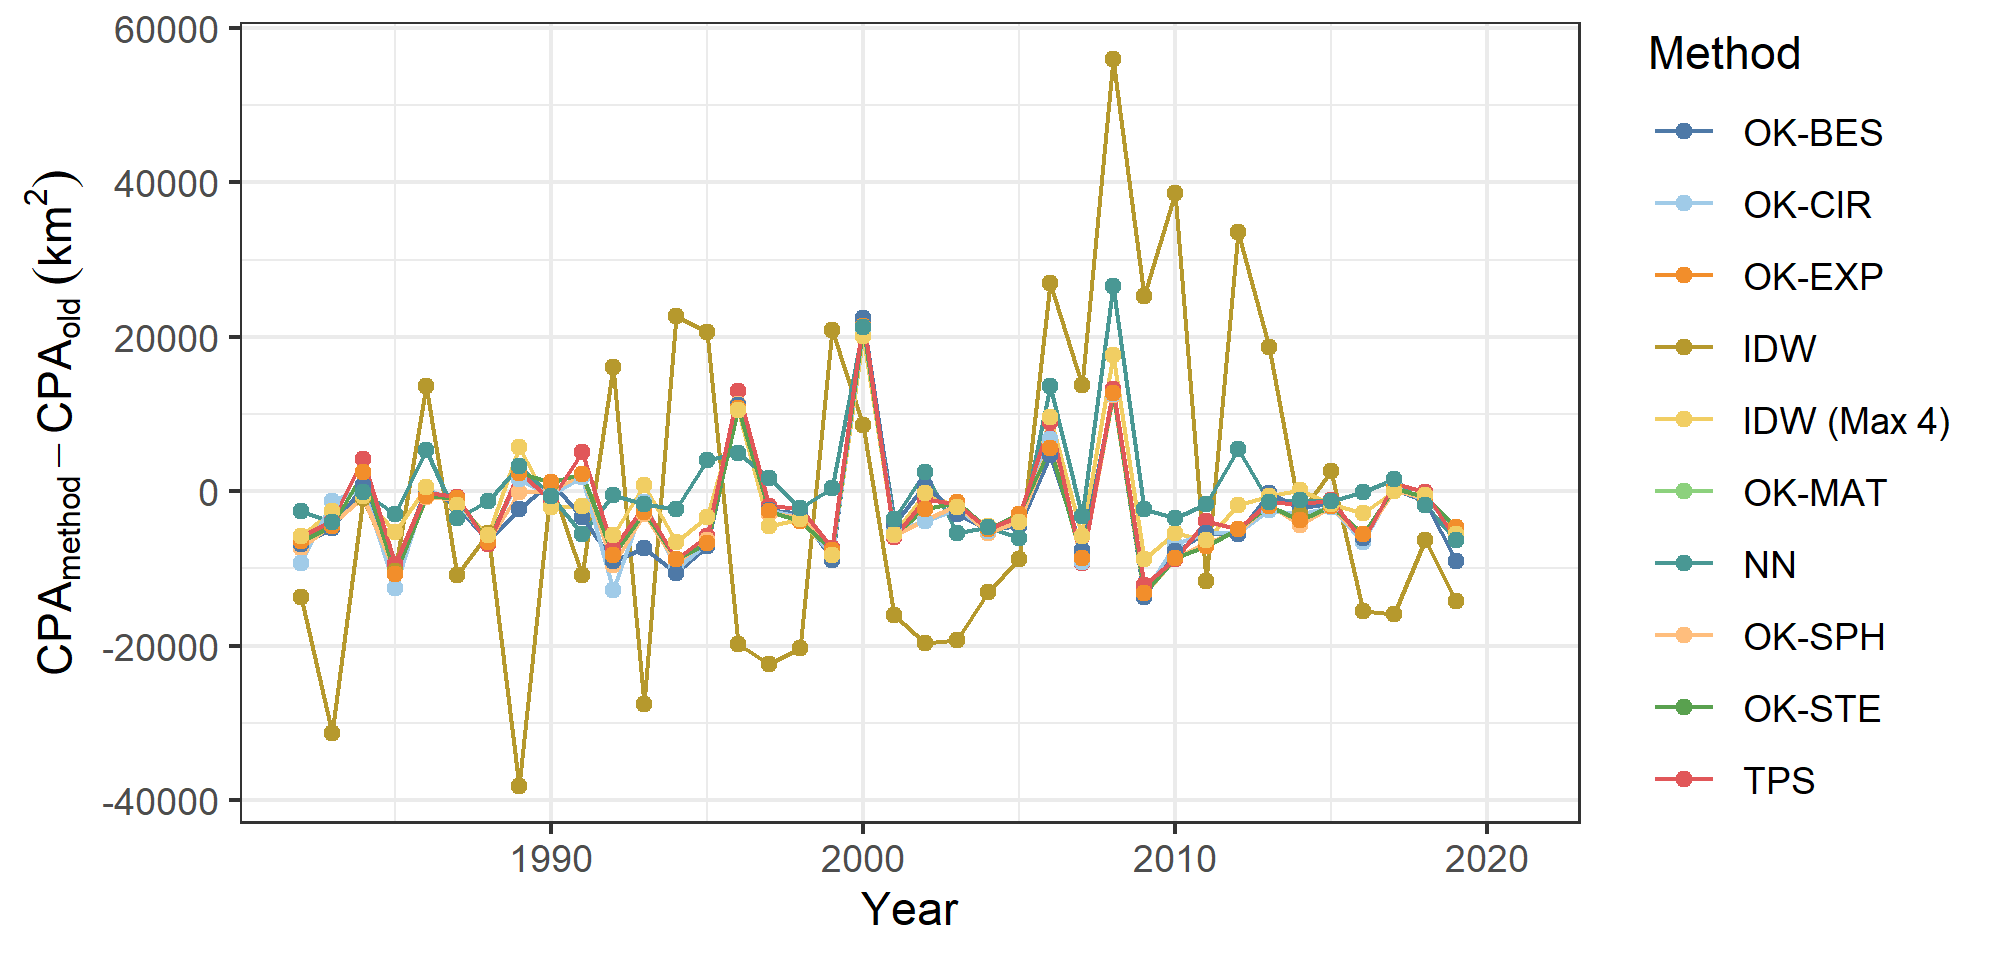 60000
40000
20000
0
-20000
-40000
CPAmethod − CPAold (km²)
1990
2000
2010
2020
Year
Method
OK-BES
OK-CIR
OK-EXP
IDW
IDW (Max 4)
OK-MAT
NN
OK-SPH
OK-STE
TPS